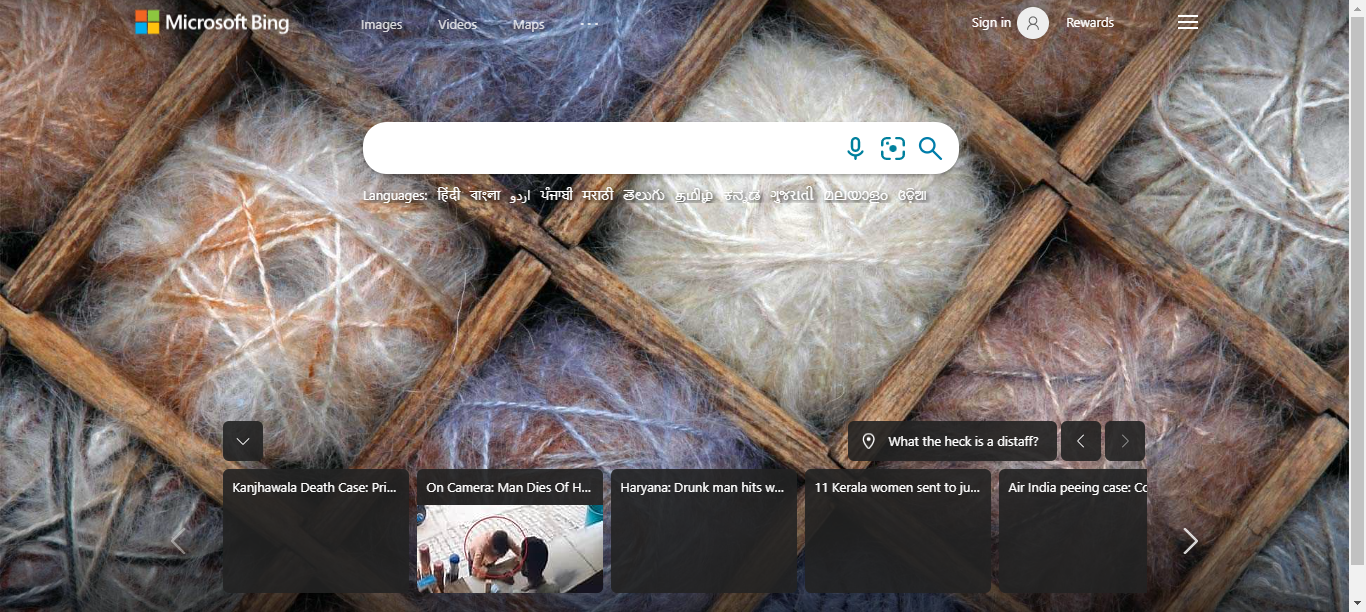 Microsoft Bing
Images Videos Maps ...
Sign in Rewards
Languages: हिंदी বাংলা اردو ਪੰਜਾਬੀ मराठी తెలుగు தமிழ் ಕನ್ನಡ ગુજરાતી മലയാളം ଓଡ଼ିଆ
What the heck is a distaff?
Kanjhawala Death Case: Pri...
On Camera: Man Dies Of H...
Haryana: Drunk man hits w...
11 Kerala women sent to ju...
Air India peeing case: Co